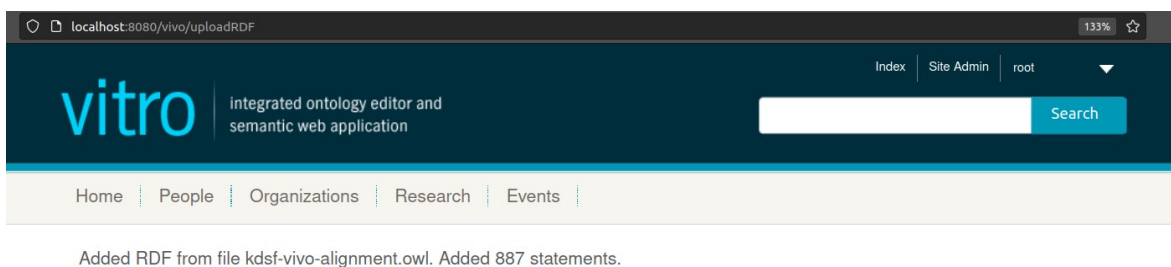 localhost:8080/vivo/uploadRDF 133%
Index Site Admin root
vitro integrated ontology editor and
semantic web application
Search
Home People Organizations Research Events
Added RDF from file kdsf-vivo-alignment.owl. Added 887 statements.